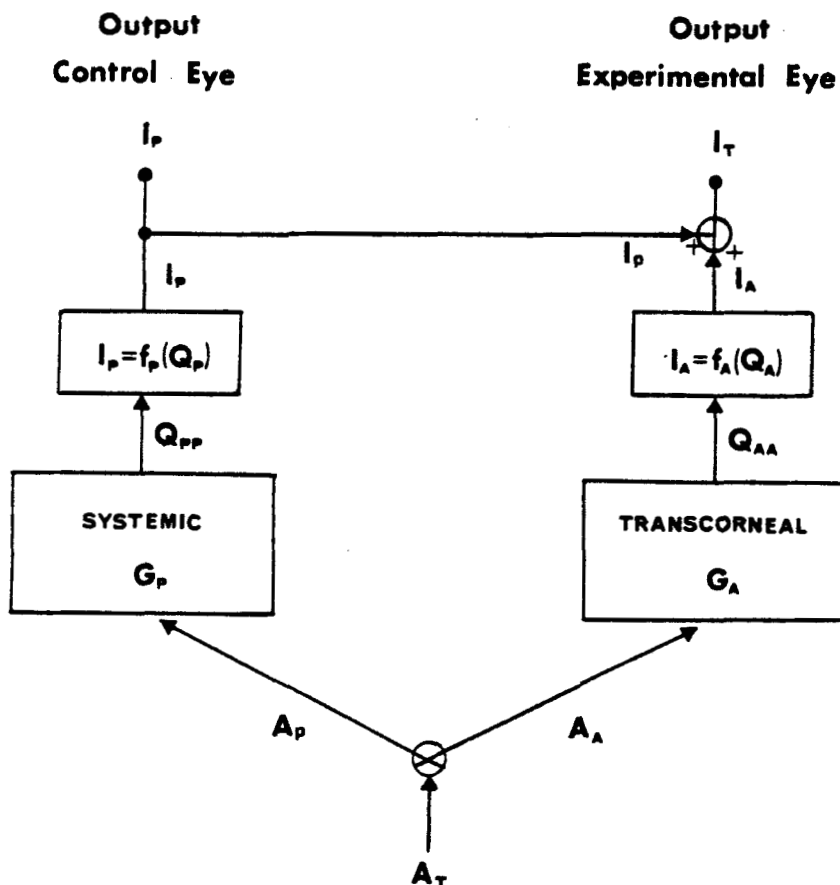 Output
Control Eye
Output
Experimental Eye
I_P
I_T
I_P
+ +
I_P
I_A
I_P=f_P(Q_P)
I_A=f_A(Q_A)
Q_PP
Q_AA
SYSTEMIC
G_P
TRANSCORNEAL
G_A
A_P
A_A
A_T